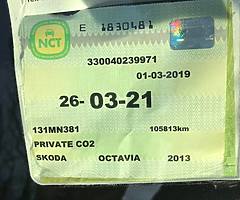 E 1830481
NCT
330040239971
01-03-2019
26-03-21
131MN381 105813km
PRIVATE CO2
SKODA OCTAVIA 2013